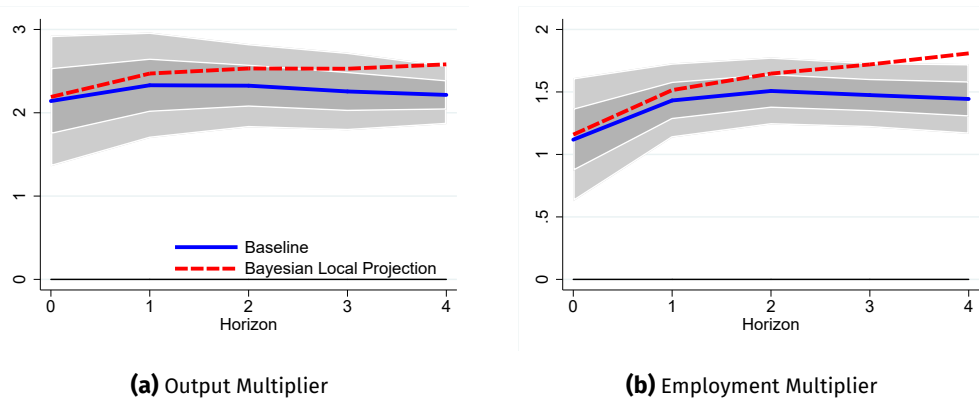 3
2
1
0
Baseline
Bayesian Local Projection
0 1 2 3 4
Horizon
(a) Output Multiplier
2
1.5
1
.5
0
0 1 2 3 4
Horizon
(b) Employment Multiplier